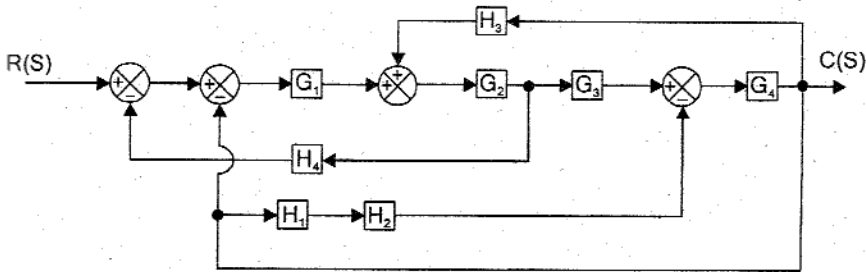 H₃
R(S)
C(S)
+
−
+
−
G₁
+
+
G₂
G₃
+
−
G₄
H₄
H₁
H₂